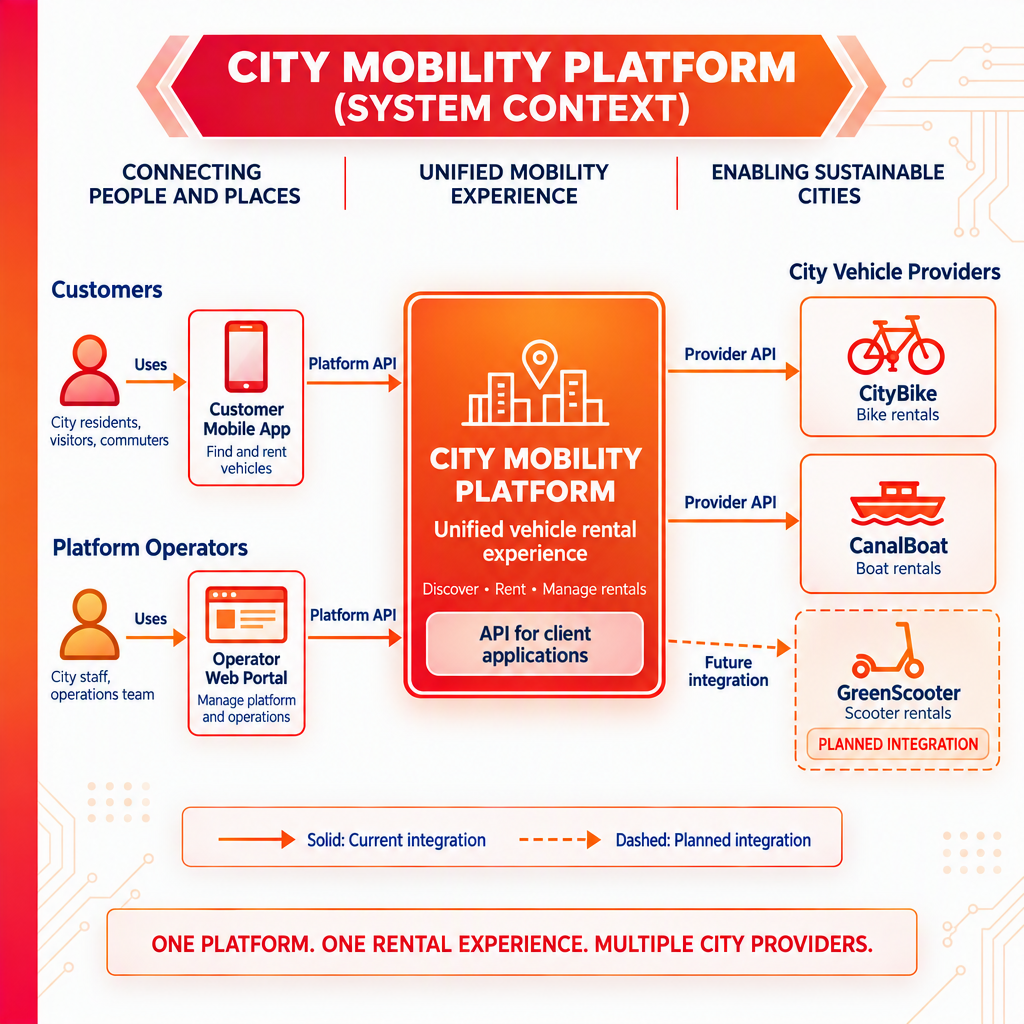 CITY MOBILITY PLATFORM
(SYSTEM CONTEXT)
CONNECTING
PEOPLE AND PLACES
UNIFIED MOBILITY
EXPERIENCE
ENABLING SUSTAINABLE
CITIES
Customers
Uses
City residents,
visitors, commuters
Customer
Mobile App
Find and rent
vehicles
Platform API
Platform Operators
Uses
City staff,
operations team
Operator
Web Portal
Manage platform
and operations
Platform API
CITY MOBILITY
PLATFORM
Unified vehicle rental
experience
Discover • Rent • Manage rentals
API for client
applications
City Vehicle Providers
Provider API
CityBike
Bike rentals
Provider API
CanalBoat
Boat rentals
Future
integration
GreenScooter
Scooter rentals
PLANNED INTEGRATION
Solid: Current integration
Dashed: Planned integration
ONE PLATFORM. ONE RENTAL EXPERIENCE. MULTIPLE CITY PROVIDERS.